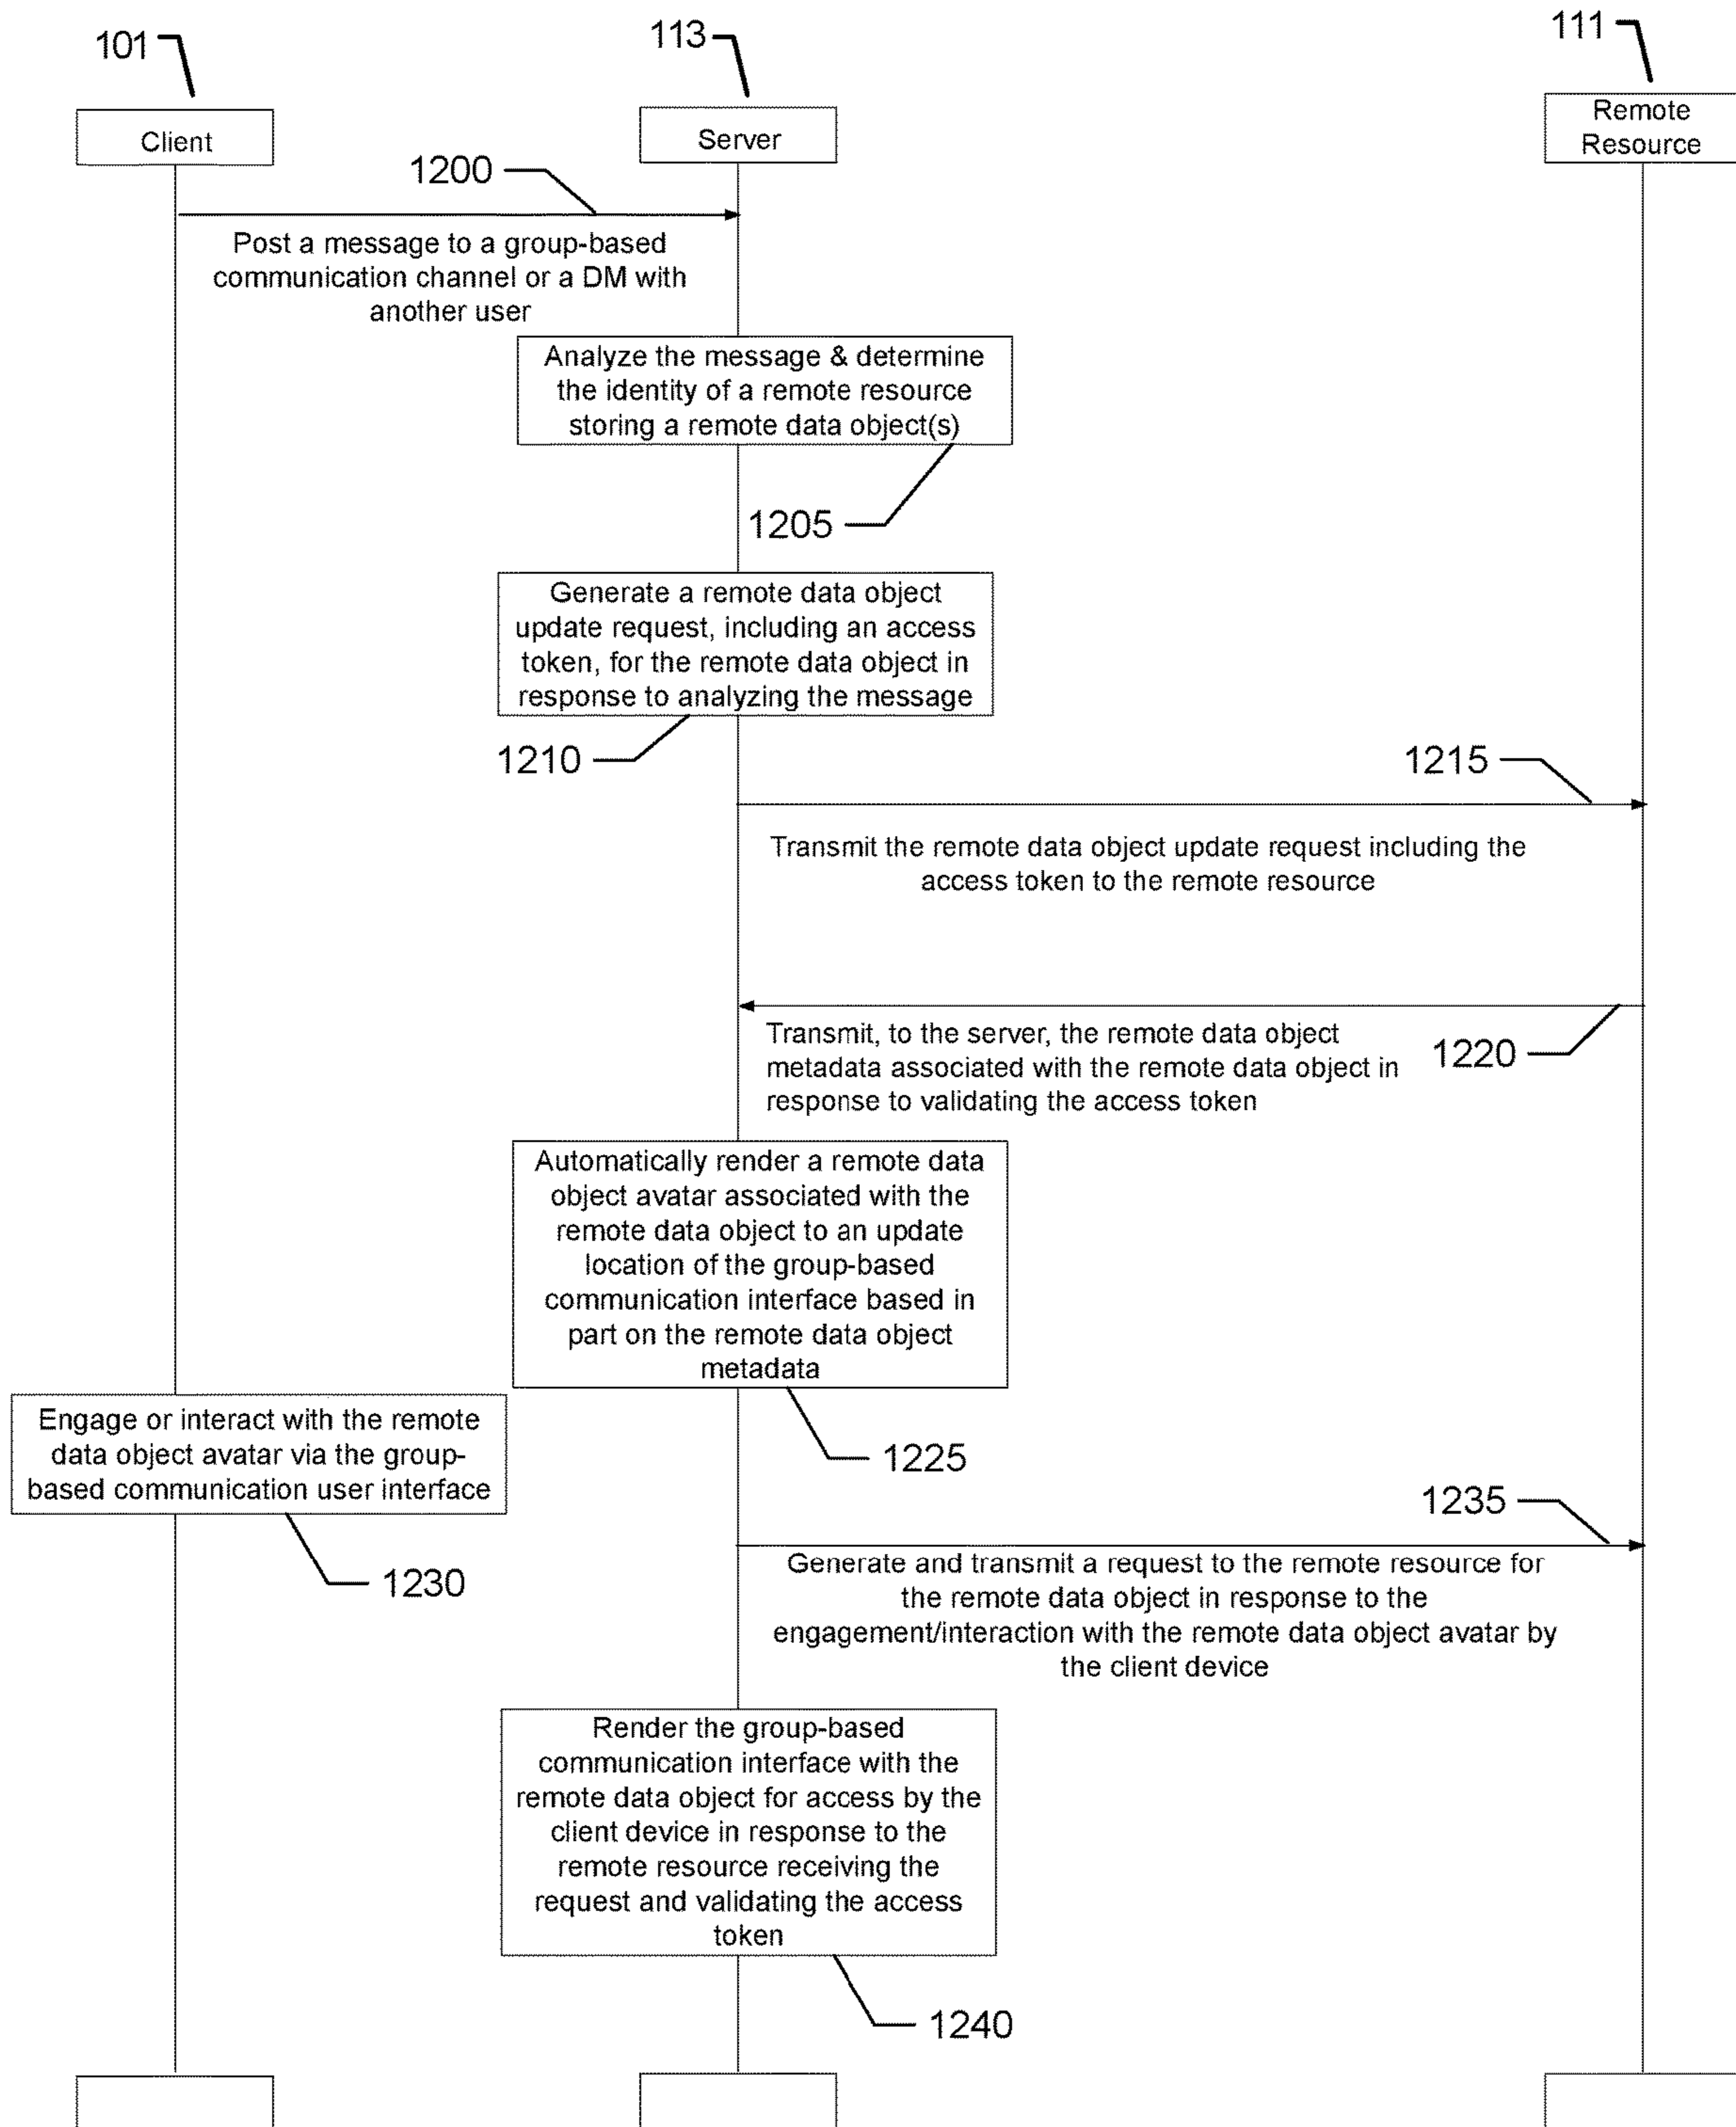 101
113
111
Client
Server
Remote
Resource
1200
Post a message to a group-based
communication channel or a DM with
another user
Analyze the message & determine
the identity of a remote resource
storing a remote data object(s)
1205
Generate a remote data object
update request, including an access
token, for the remote data object in
response to analyzing the message
1210
1215
Transmit the remote data object update request including the
access token to the remote resource
Transmit, to the server, the remote data object
metadata associated with the remote data object in
response to validating the access token
1220
Automatically render a remote data
object avatar associated with the
remote data object to an update
location of the group-based
communication interface based in
part on the remote data object
metadata
1225
Engage or interact with the remote
data object avatar via the group-
based communication user interface
1230
1235
Generate and transmit a request to the remote resource for
the remote data object in response to the
engagement/interaction with the remote data object avatar by
the client device
Render the group-based
communication interface with the
remote data object for access by the
client device in response to the
remote resource receiving the
request and validating the access
token
1240